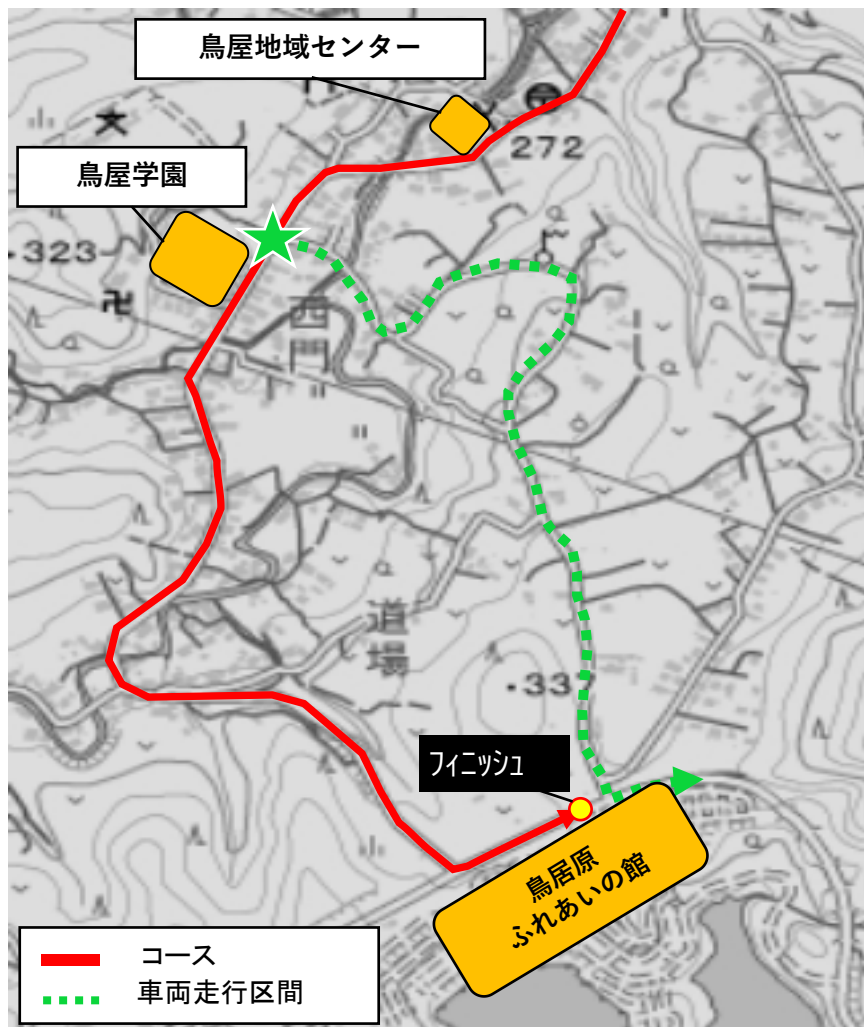 鳥屋地域センター
272
鳥屋学園
・323
西門
道場
・337
フィニッシュ
鳥居原
ふれあいの館
コース
車両走行区間